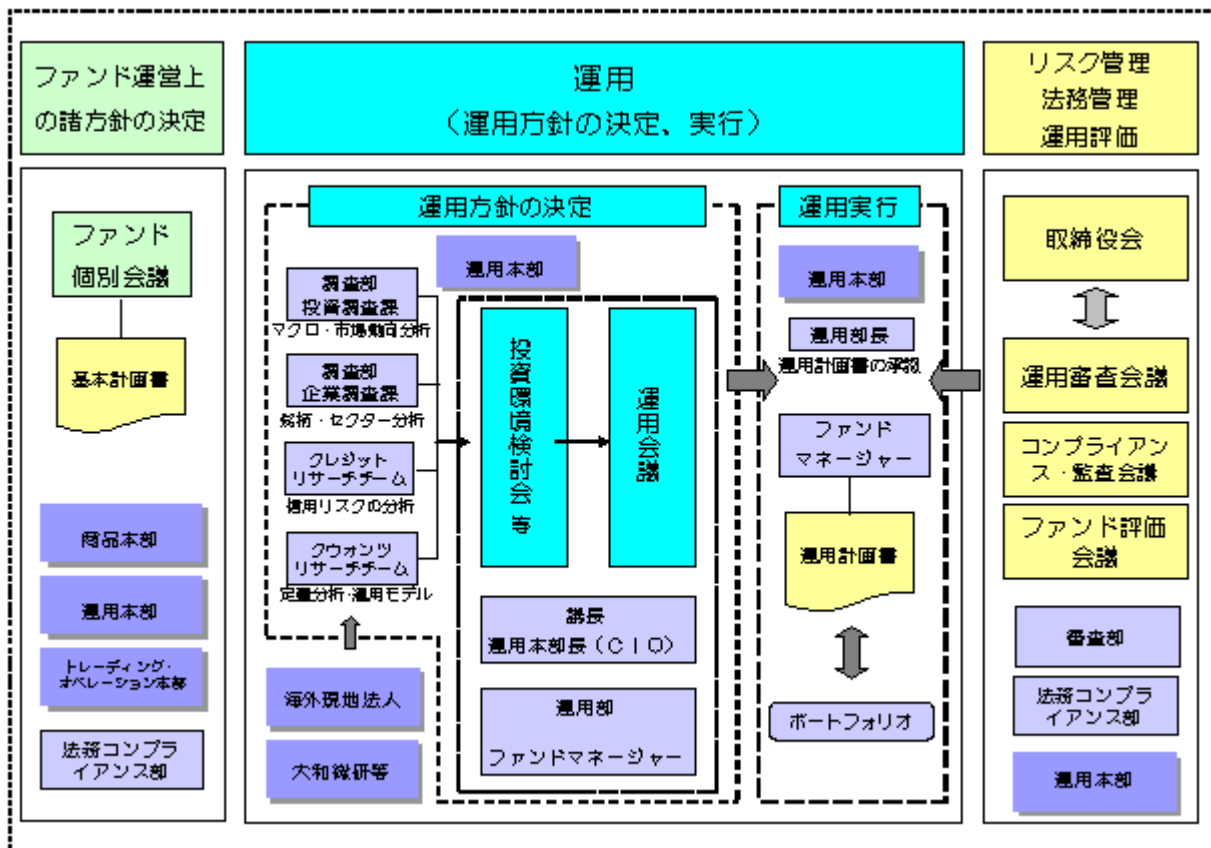 ファンド運営上
の諸方針の決定
運用
（運用方針の決定、実行）
リスク管理
法務管理
運用評価
ファンド
個別会議
基本計画書
商品本部
運用本部
トレーディング・
オペレーション本部
法務コンプラ
イアンス部
運用方針の決定
運用本部
調査部
投資調査課
マクロ・市場動向分析
調査部
企業調査課
銘柄・セクター分析
クレジット
リサーチチーム
信用リスクの分析
クウォンツ
リサーチチーム
定量分析・運用モデル
海外現地法人
大和総研等
投資環境検討会 等
運用会議
議長
運用本部長（ＣＩＯ）
運用部
ファンドマネージャー
運用実行
運用本部
運用部長
運用計画書の承認
ファンド
マネージャー
運用計画書
ポートフォリオ
取締役会
運用審査会議
コンプライアン
ス・監査会議
ファンド評価
会議
審査部
法務コンプラ
イアンス部
運用本部